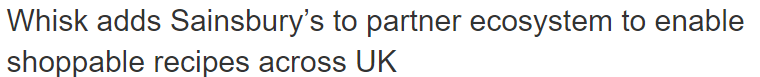 Whisk adds Sainsbury’s to partner ecosystem to enable
shoppable recipes across UK